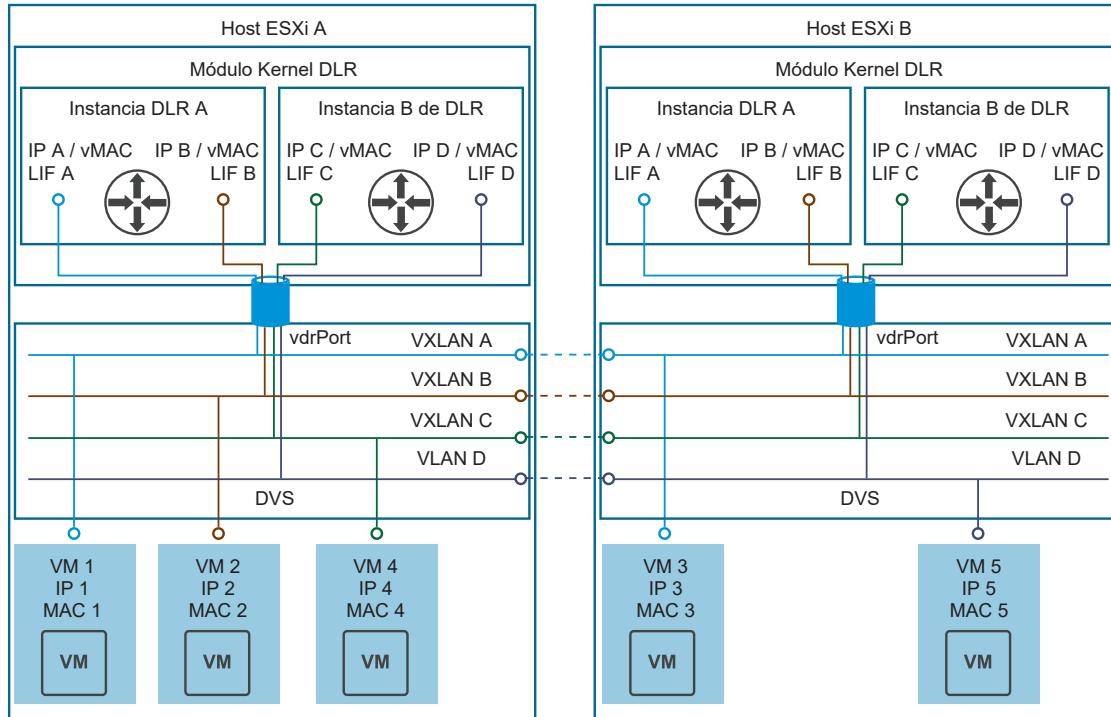 Host ESXi A
Módulo Kernel DLR
Instancia DLR A
Instancia B de DLR
IP A / vMAC
LIF A
IP B / vMAC
LIF B
IP C / vMAC
LIF C
IP D / vMAC
LIF D
vdrPort
VXLAN A
VXLAN B
VXLAN C
VLAN D
DVS
VM 1
IP 1
MAC 1
VM
VM 2
IP 2
MAC 2
VM
VM 4
IP 4
MAC 4
VM
Host ESXi B
Módulo Kernel DLR
Instancia DLR A
Instancia B de DLR
IP A / vMAC
LIF A
IP B / vMAC
LIF B
IP C / vMAC
LIF C
IP D / vMAC
LIF D
vdrPort
VXLAN A
VXLAN B
VXLAN C
VLAN D
DVS
VM 3
IP 3
MAC 3
VM
VM 5
IP 5
MAC 5
VM